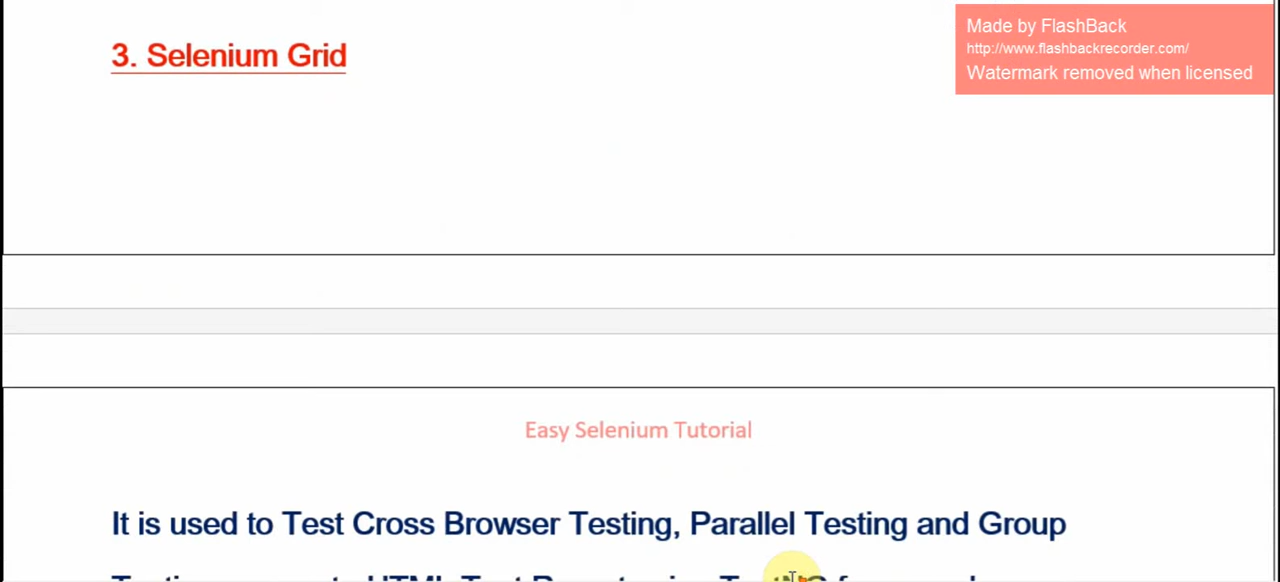 3. Selenium Grid
Made by FlashBack
http://www.flashbackrecorder.com/
Watermark removed when licensed
Easy Selenium Tutorial
It is used to Test Cross Browser Testing, Parallel Testing and Group